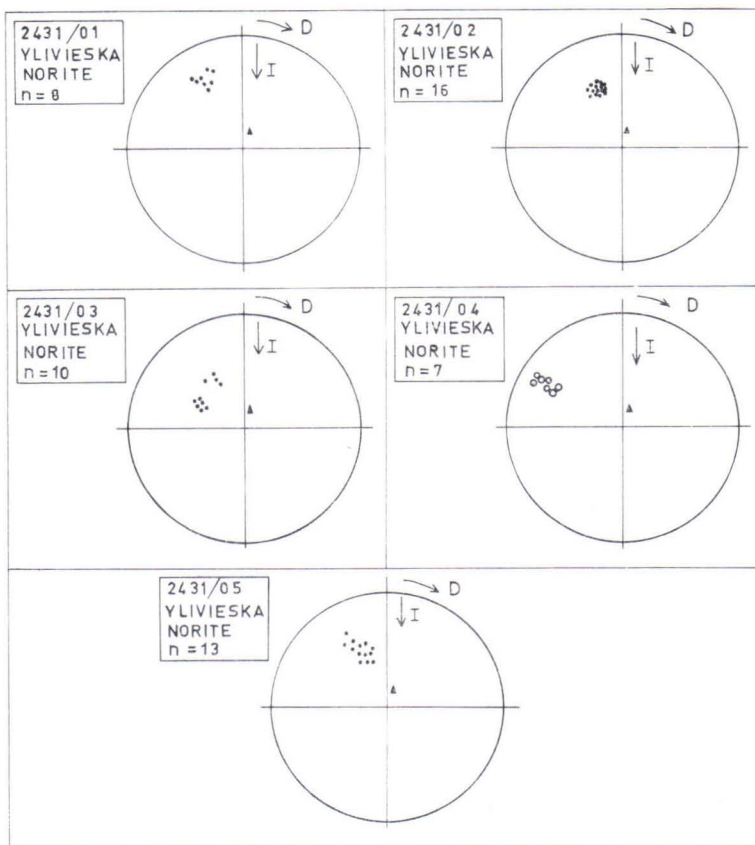 2431/01
YLIVIESKA
NORITE
n=8
D
I
2431/02
YLIVIESKA
NORITE
n=16
D
I
2431/03
YLIVIESKA
NORITE
n=10
D
I
2431/04
YLIVIESKA
NORITE
n=7
D
I
2431/05
YLIVIESKA
NORITE
n=13
D
I